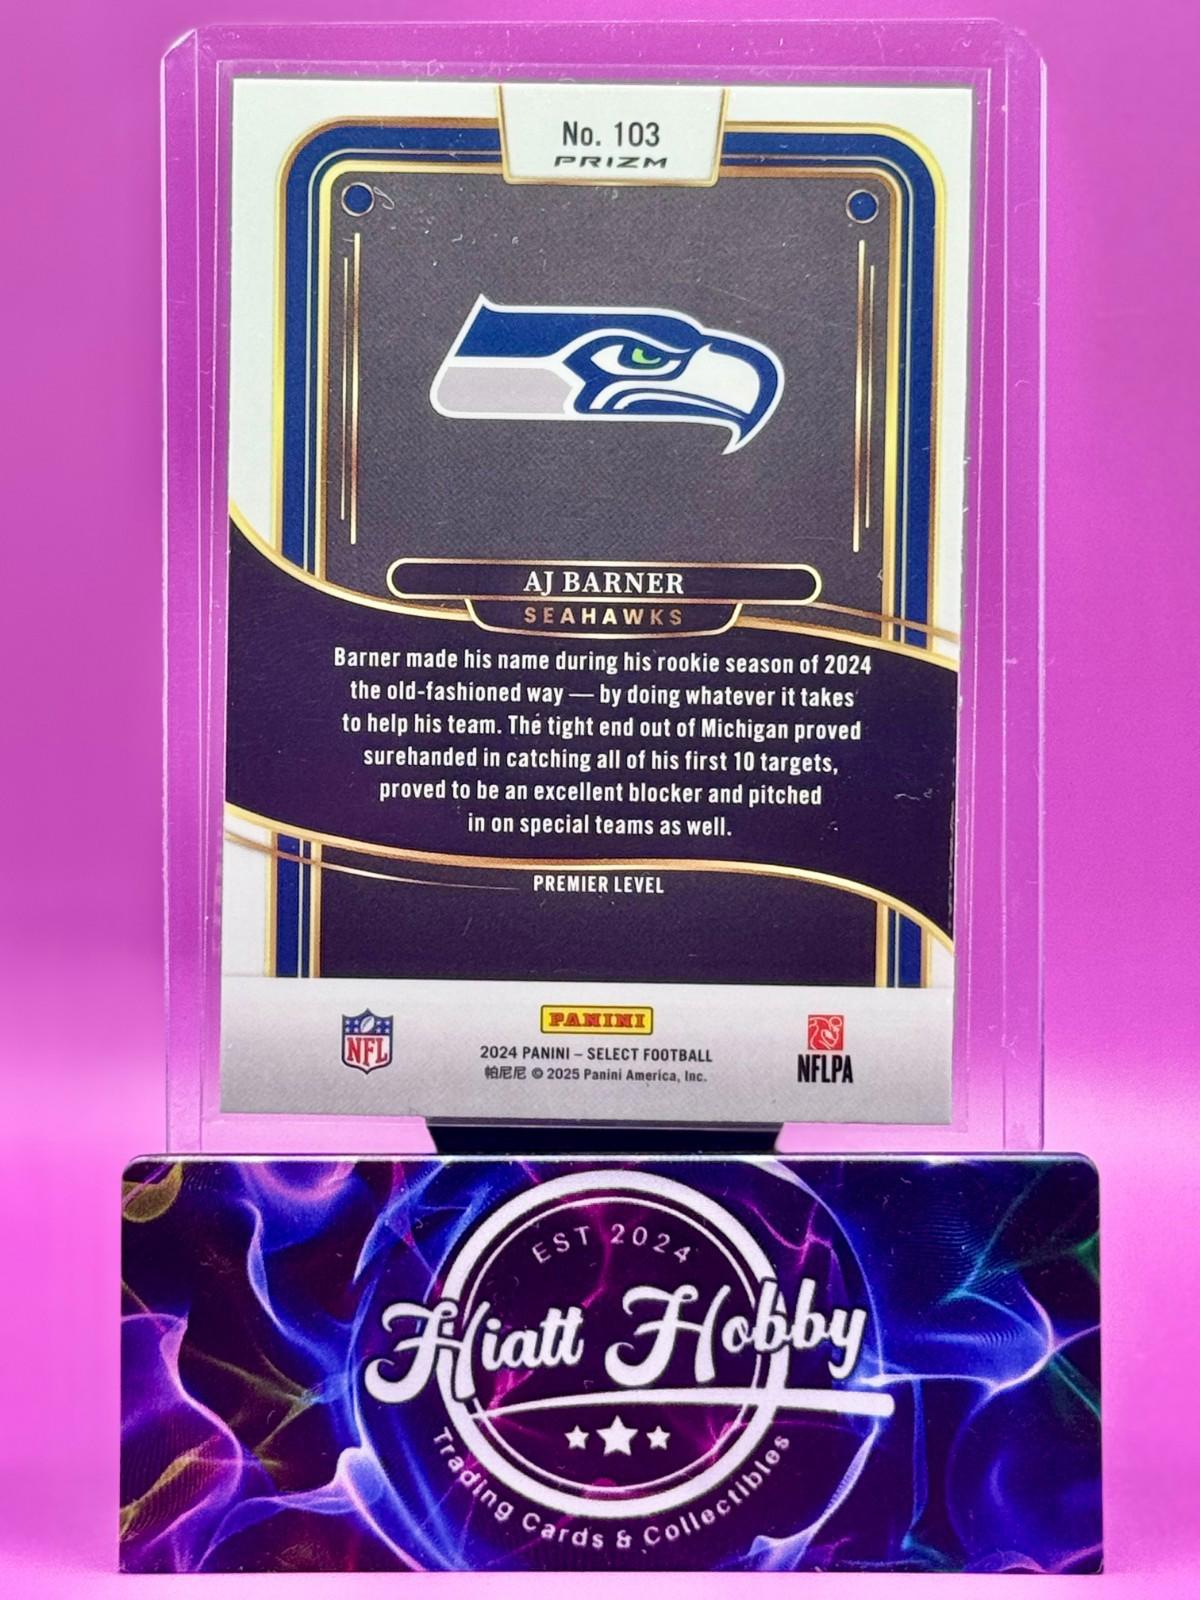 No. 103
PRIZM
AJ BARNER
SEAHAWKS
Barner made his name during his rookie season of 2024
the old-fashioned way — by doing whatever it takes
to help his team. The tight end out of Michigan proved
surehanded in catching all of his first 10 targets,
proved to be an excellent blocker and pitched
in on special teams as well.
PREMIER LEVEL
NFL
PANINI
2024 PANINI – SELECT FOOTBALL
帕尼尼 © 2025 Panini America, Inc.
NFLPA
EST 2024
Hiatt Hobby
Trading Cards & Collectibles